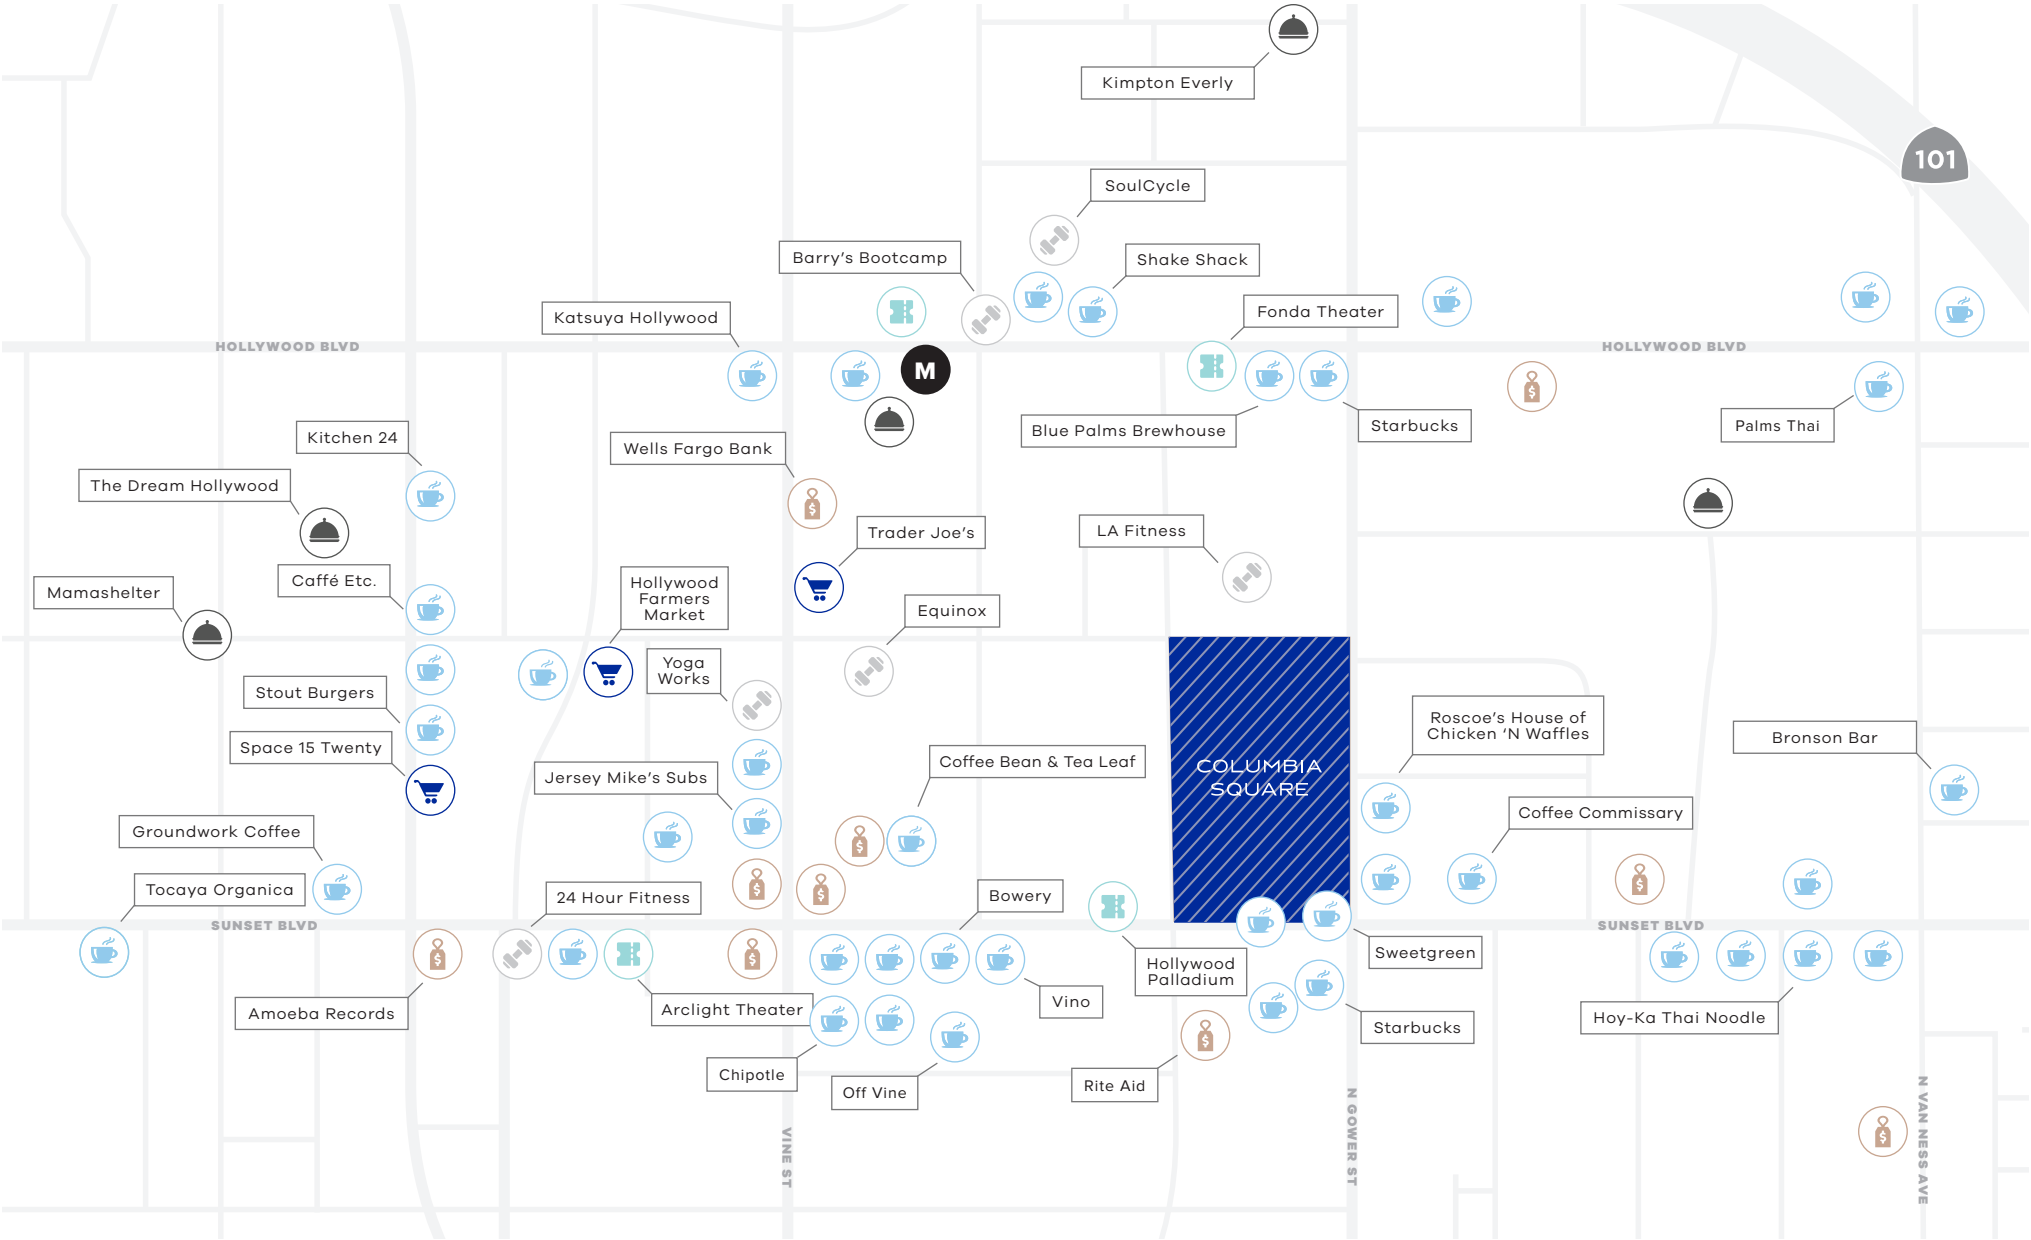 Kimpton Everly
101
SoulCycle
Barry’s Bootcamp
Shake Shack
Katsuya Hollywood
Fonda Theater
HOLLYWOOD BLVD
HOLLYWOOD BLVD
M
Kitchen 24
Wells Fargo Bank
Blue Palms Brewhouse
Starbucks
Palms Thai
The Dream Hollywood
Trader Joe’s
LA Fitness
Mamashelter
Caffé Etc.
Hollywood
Farmers
Market
Equinox
Yoga
Works
Stout Burgers
Space 15 Twenty
Roscoe’s House of
Chicken ‘N Waffles
Bronson Bar
Jersey Mike’s Subs
Coffee Bean & Tea Leaf
COLUMBIA
SQUARE
Coffee Commissary
Groundwork Coffee
Tocaya Organica
24 Hour Fitness
Bowery
SUNSET BLVD
SUNSET BLVD
Hollywood
Palladium
Sweetgreen
Amoeba Records
Arclight Theater
Vino
Starbucks
Hoy-Ka Thai Noodle
Chipotle
Off Vine
Rite Aid
VINE ST
N GOWER ST
N VAN NESS AVE
$
$
$
$
$
$
$
$
$
$